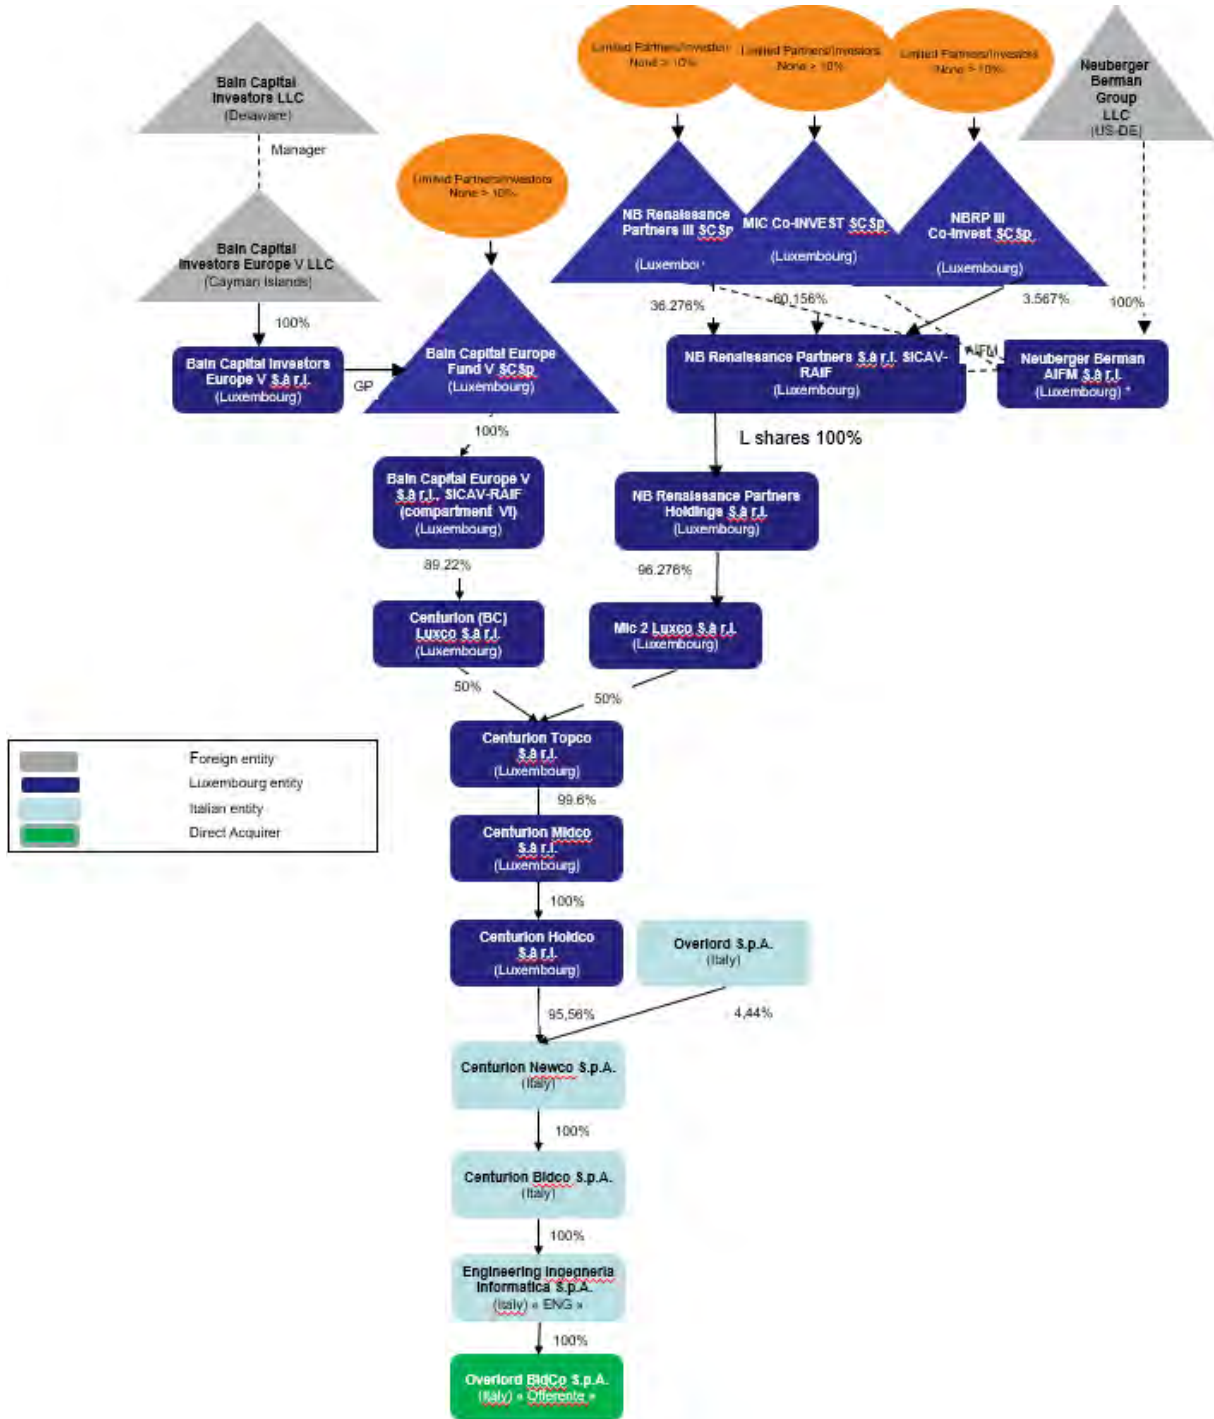 Bain Capital
Investors LLC
(Delaware)
Manager
Bain Capital
Investors Europe V LLC
(Cayman Islands)
100%
Bain Capital Investors
Europe V S.à r.l.
(Luxembourg)
GP
Limited Partners/Investors
None > 10%
Bain Capital Europe
Fund V SCSp
(Luxembourg)
100%
Bain Capital Europe V
S.à r.l., SICAV-RAIF
(compartment VI)
(Luxembourg)
89.22%
Centurion (BC)
Luxco S.à r.l.
(Luxembourg)
50%
Limited Partners/Investor
None > 10%
Limited Partners/Investors
None > 10%
Limited Partners/Investors
None > 10%
Neuberger
Berman
Group
LLC
(US-DE)
NB Renaissance
Partners III SCSp
(Luxembou
MIC Co-INVEST SCSp
(Luxembourg)
NBRP III
Co-Invest SCSp
(Luxembourg)
36.276%
60.156%
3.567%
100%
NB Renaissance Partners S.à r.l. SICAV-
RAIF
(Luxembourg)
AIFM
Neuberger Berman
AIFM S.à r.l.
(Luxembourg) *
L shares 100%
NB Renaissance Partners
Holdings S.à r.l.
(Luxembourg)
96.276%
Mic 2 Luxco S.à r.l.
(Luxembourg)
50%
Centurion Topco
S.à r.l.
(Luxembourg)
99.6%
Centurion Midco
S.à r.l.
(Luxembourg)
100%
Centurion Holdco
S.à r.l.
(Luxembourg)
Overlord S.p.A.
(Italy)
95,56%
4,44%
Centurion Newco S.p.A.
(Italy)
100%
Centurion Bidco S.p.A.
(Italy)
100%
Engineering Ingegneria
Informatica S.p.A.
(Italy) « ENG »
100%
Overlord BidCo S.p.A.
(Italy) « Offerente »
Foreign entity
Luxembourg entity
Italian entity
Direct Acquirer